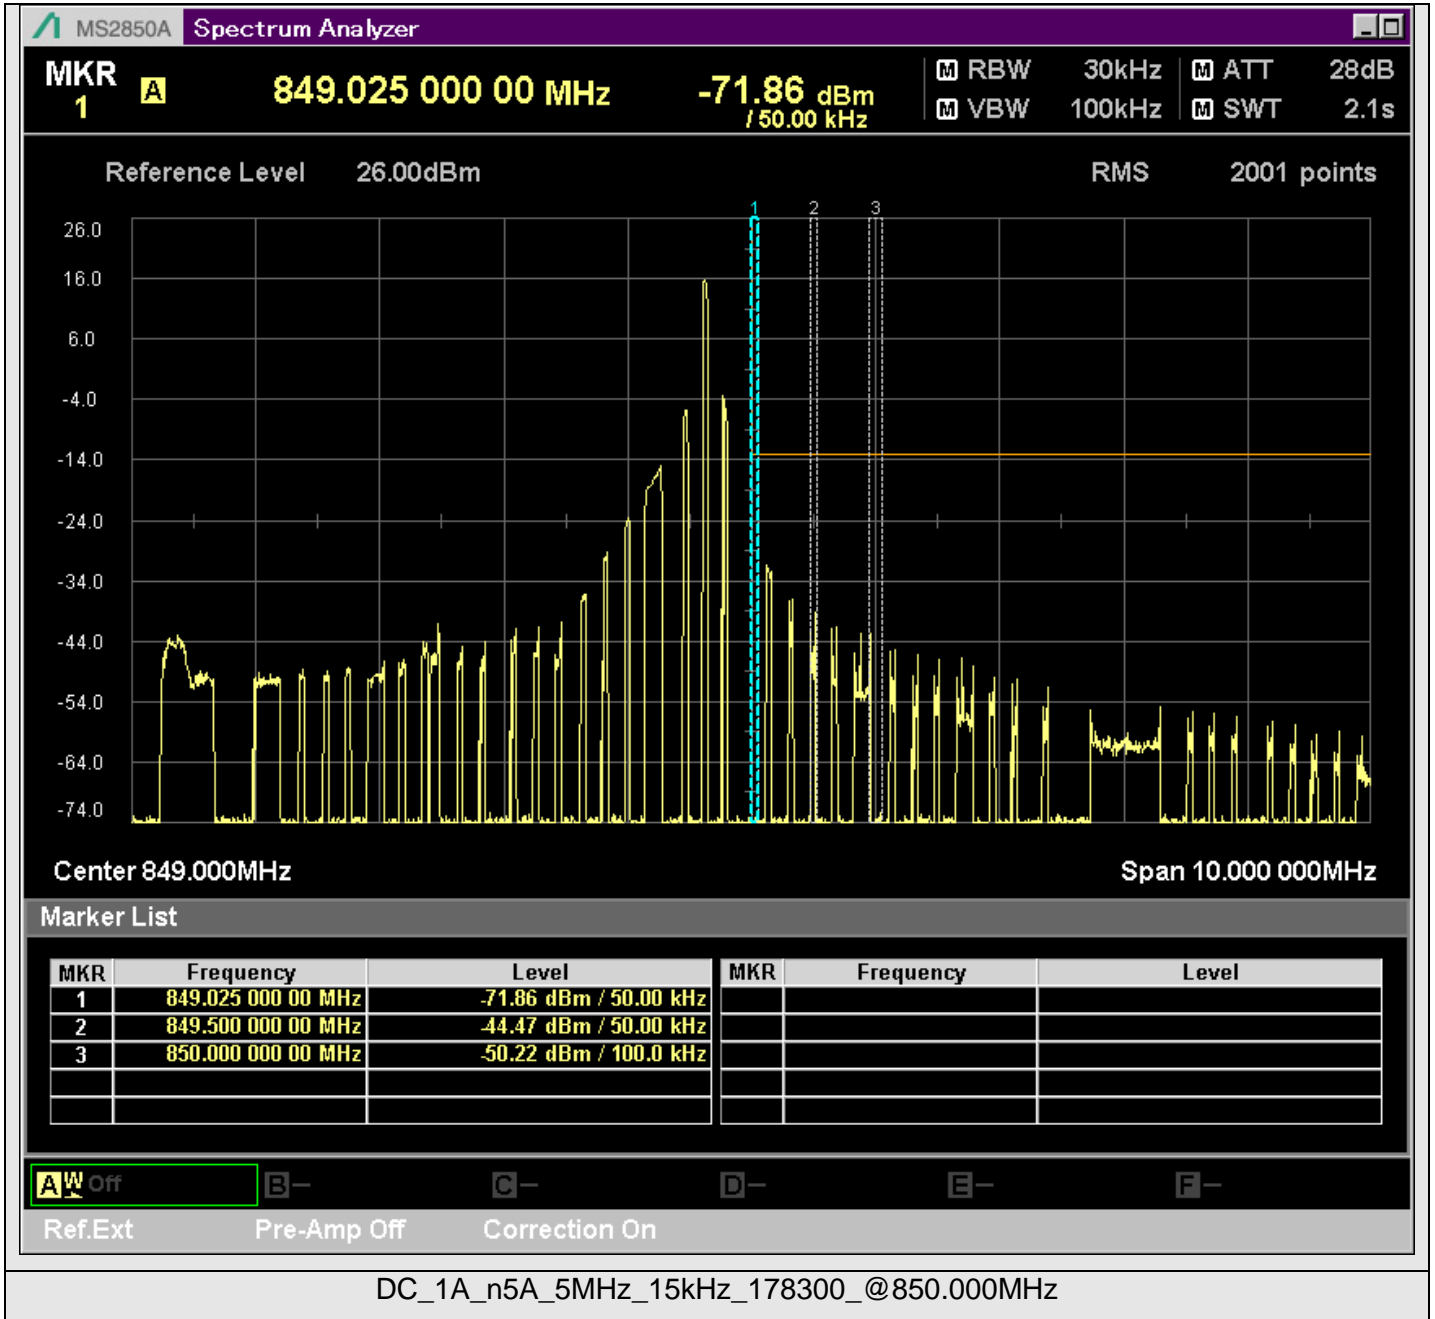 MS2850A Spectrum Analyzer
MKR 1 A 849.025 000 00 MHz -71.86 dBm / 50.00 kHz
M RBW 30kHz M ATT 28dB
M VBW 100kHz M SWT 2.1s
Reference Level 26.00dBm RMS 2001 points
1 2 3
26.0
16.0
6.0
-4.0
-14.0
-24.0
-34.0
-44.0
-54.0
-64.0
-74.0
Center 849.000MHz Span 10.000 000MHz
Marker List
MKR Frequency Level MKR Frequency Level
1 849.025 000 00 MHz -71.86 dBm / 50.00 kHz
2 849.500 000 00 MHz -44.47 dBm / 50.00 kHz
3 850.000 000 00 MHz -50.22 dBm / 100.0 kHz
A W Off B — C — D — E — F —
Ref.Ext Pre-Amp Off Correction On
DC_1A_n5A_5MHz_15kHz_178300_@850.000MHz